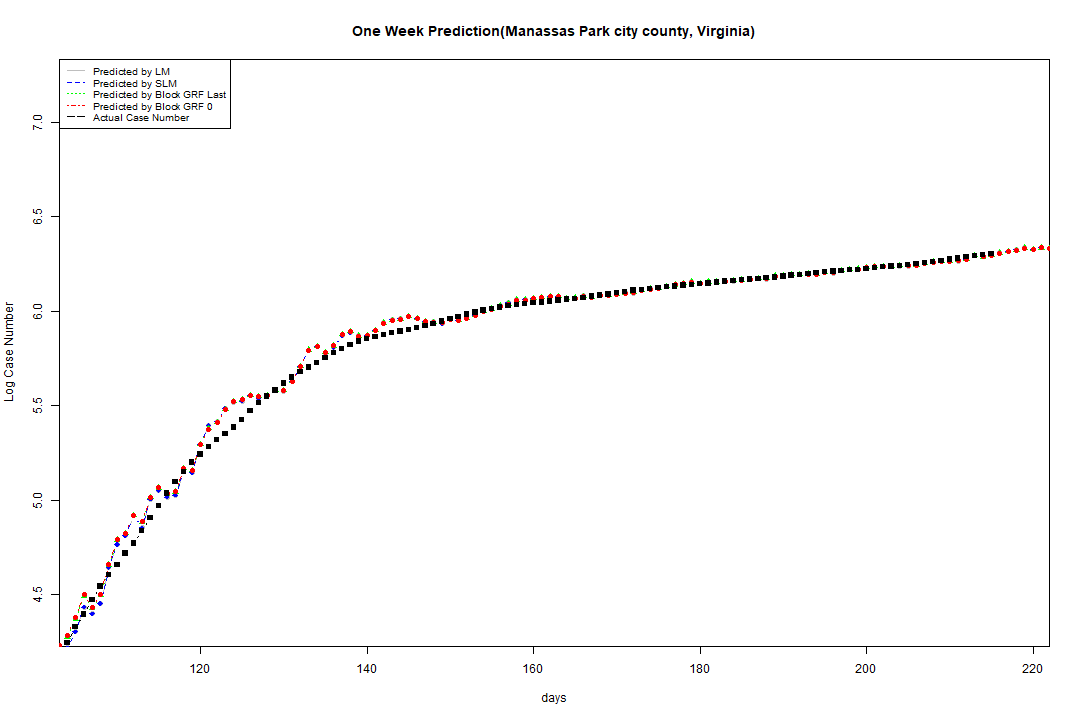 One Week Prediction(Manassas Park city county, Virginia)
Predicted by LM
Predicted by SLM
Predicted by Block GRF Last
Predicted by Block GRF 0
Actual Case Number
7.0
6.5
6.0
5.5
5.0
4.5
Log Case Number
120 140 160 180 200 220
days